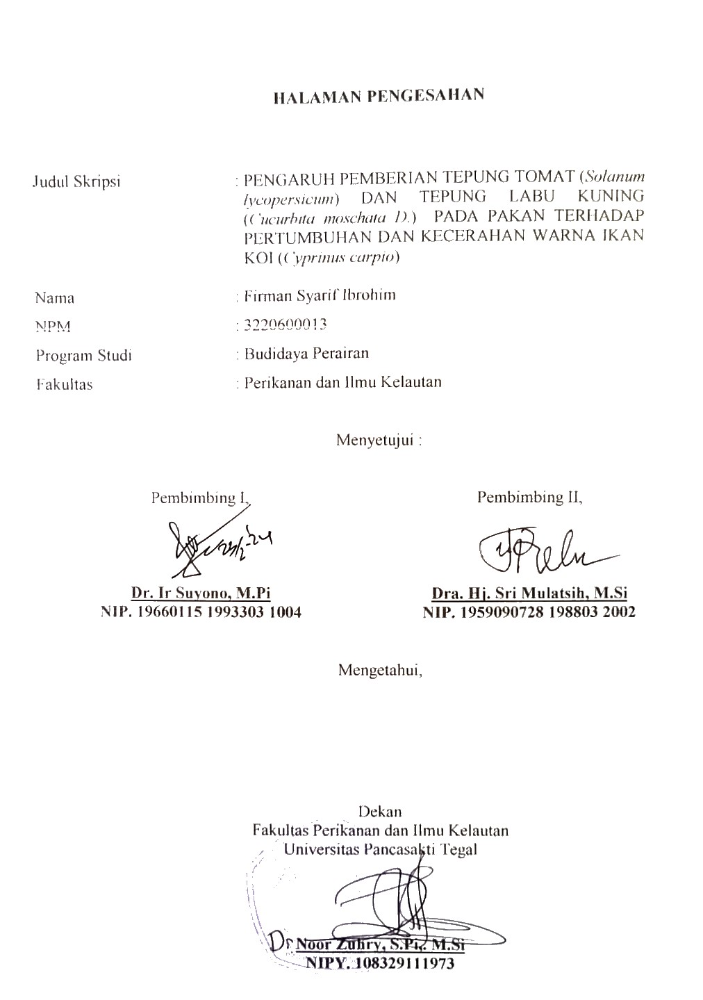 HALAMAN PENGESAHAN
Judul Skripsi : PENGARUH PEMBERIAN TEPUNG TOMAT (Solanum
lycopersicum) DAN TEPUNG LABU KUNING
(Cucurbita moschata D.) PADA PAKAN TERHADAP
PERTUMBUHAN DAN KECERAHAN WARNA IKAN
KOI (Cyprinus carpio)
Nama : Firman Syarif Ibrohim
NPM : 3220600013
Program Studi : Budidaya Perairan
Fakultas : Perikanan dan Ilmu Kelautan
Menyetujui :
Pembimbing I, Pembimbing II,
Dr. Ir Suyono, M.Pi Dra. Hj. Sri Mulatsih, M.Si
NIP. 19660115 1993303 1004 NIP. 1959090728 198803 2002
Mengetahui,
Dekan
Fakultas Perikanan dan Ilmu Kelautan
Universitas Pancasakti Tegal
Dr Noor Zuhry, S.Pi,. M.Si
NIPY. 108329111973